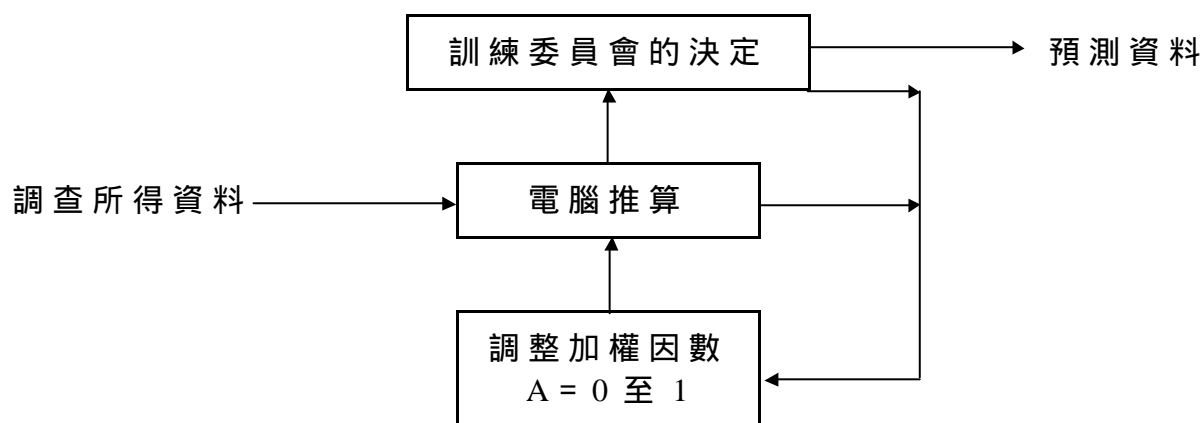 訓練委員會的決定
預測資料
調查所得資料
電腦推算
調整加權因數
A = 0 至 1